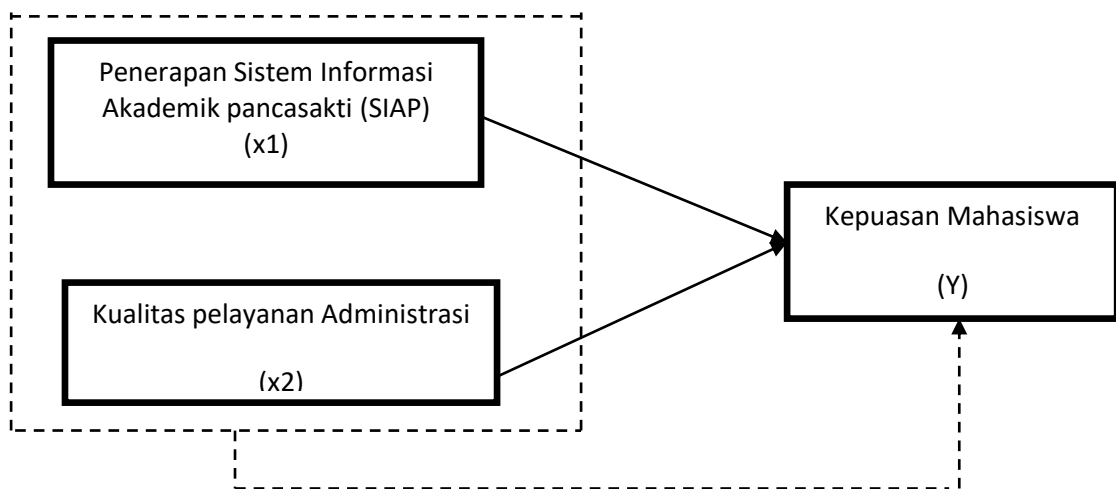 Penerapan Sistem Informasi
Akademik pancasakti (SIAP)
(x1)
Kepuasan Mahasiswa
(Y)
Kualitas pelayanan Administrasi
(x2)